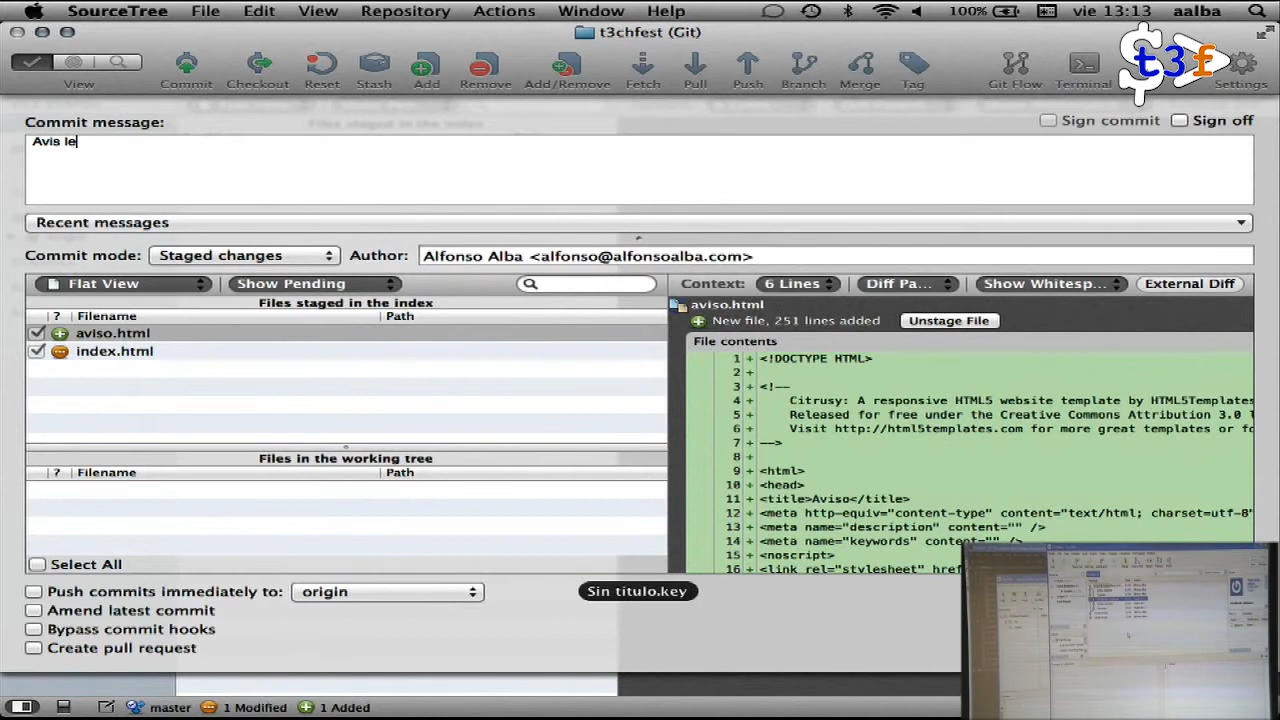 SourceTree File Edit View Repository Actions Window Help 100% vie 13:13 aalba
t3chfest (Git)
t3f
View Commit Checkout Reset Stash Add Remove Add/Remove Fetch Pull Push Branch Merge Tag Git Flow Terminal Settings
Commit message: Sign commit Sign off
Avis le
Recent messages
Commit mode: Staged changes Author: Alfonso Alba <alfonso@alfonsoalba.com>
Flat View Show Pending Context: 6 Lines Diff Pa... Show Whitesp... External Diff
Files staged in the index
? Filename Path
aviso.html
index.html
Files in the working tree
? Filename Path
Select All
aviso.html
New file, 251 lines added Unstage File
File contents
1 + <!DOCTYPE HTML>
2 +
3 + <!--
4 + Citrusy: A responsive HTML5 website template by HTML5Templates
5 + Released for free under the Creative Commons Attribution 3.0
6 + Visit http://html5templates.com for more great templates or fo
7 + -->
8 +
9 + <html>
10 + <head>
11 + <title>Aviso</title>
12 + <meta http-equiv="content-type" content="text/html; charset=utf-8"
13 + <meta name="description" content="" />
14 + <meta name="keywords" content="" />
15 + <noscript>
16 + <link rel="stylesheet" href
Push commits immediately to: origin
Sin titulo.key
Amend latest commit
Bypass commit hooks
Create pull request
master 1 Modified 1 Added